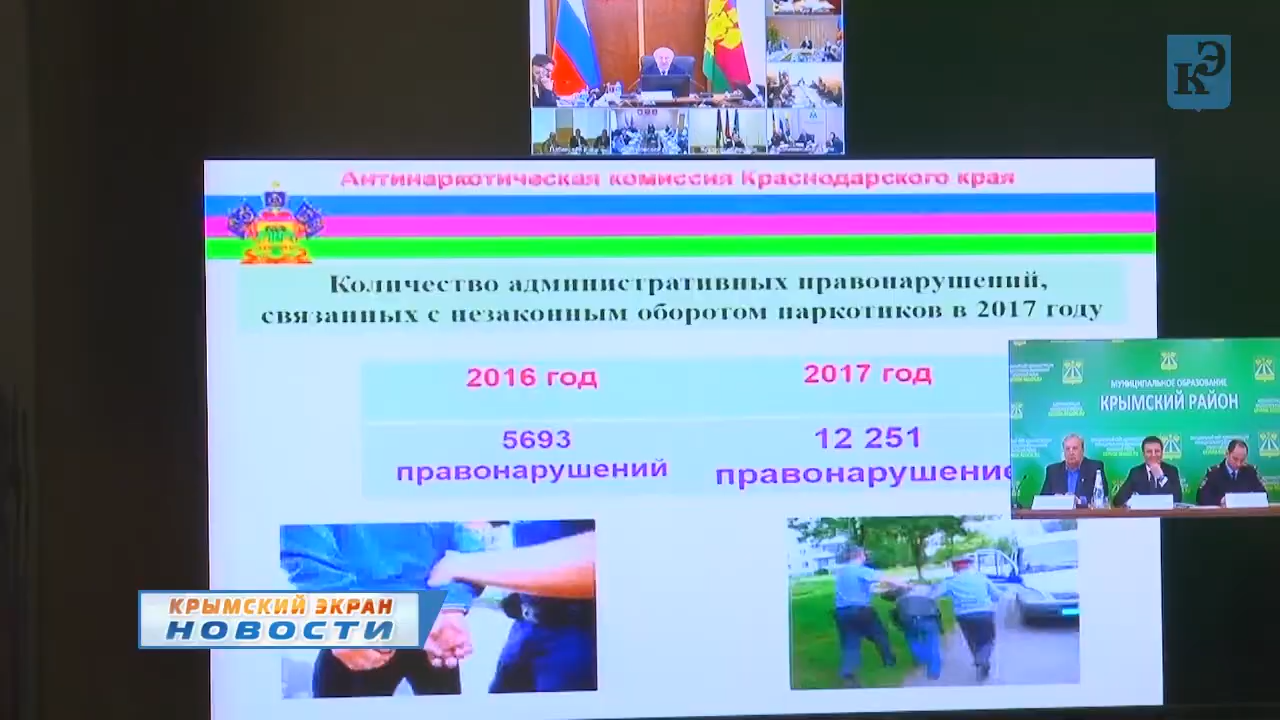 КЭ
Антинаркотическая комиссия Краснодарского края
Количество административных правонарушений,
связанных с незаконным оборотом наркотиков в 2017 году
2016 год
2017 год
5693
правонарушений
12 251
правонарушение
МУНИЦИПАЛЬНОЕ ОБРАЗОВАНИЕ
КРЫМСКИЙ РАЙОН
КРЫМСКИЙ ЭКРАН
НОВОСТИ